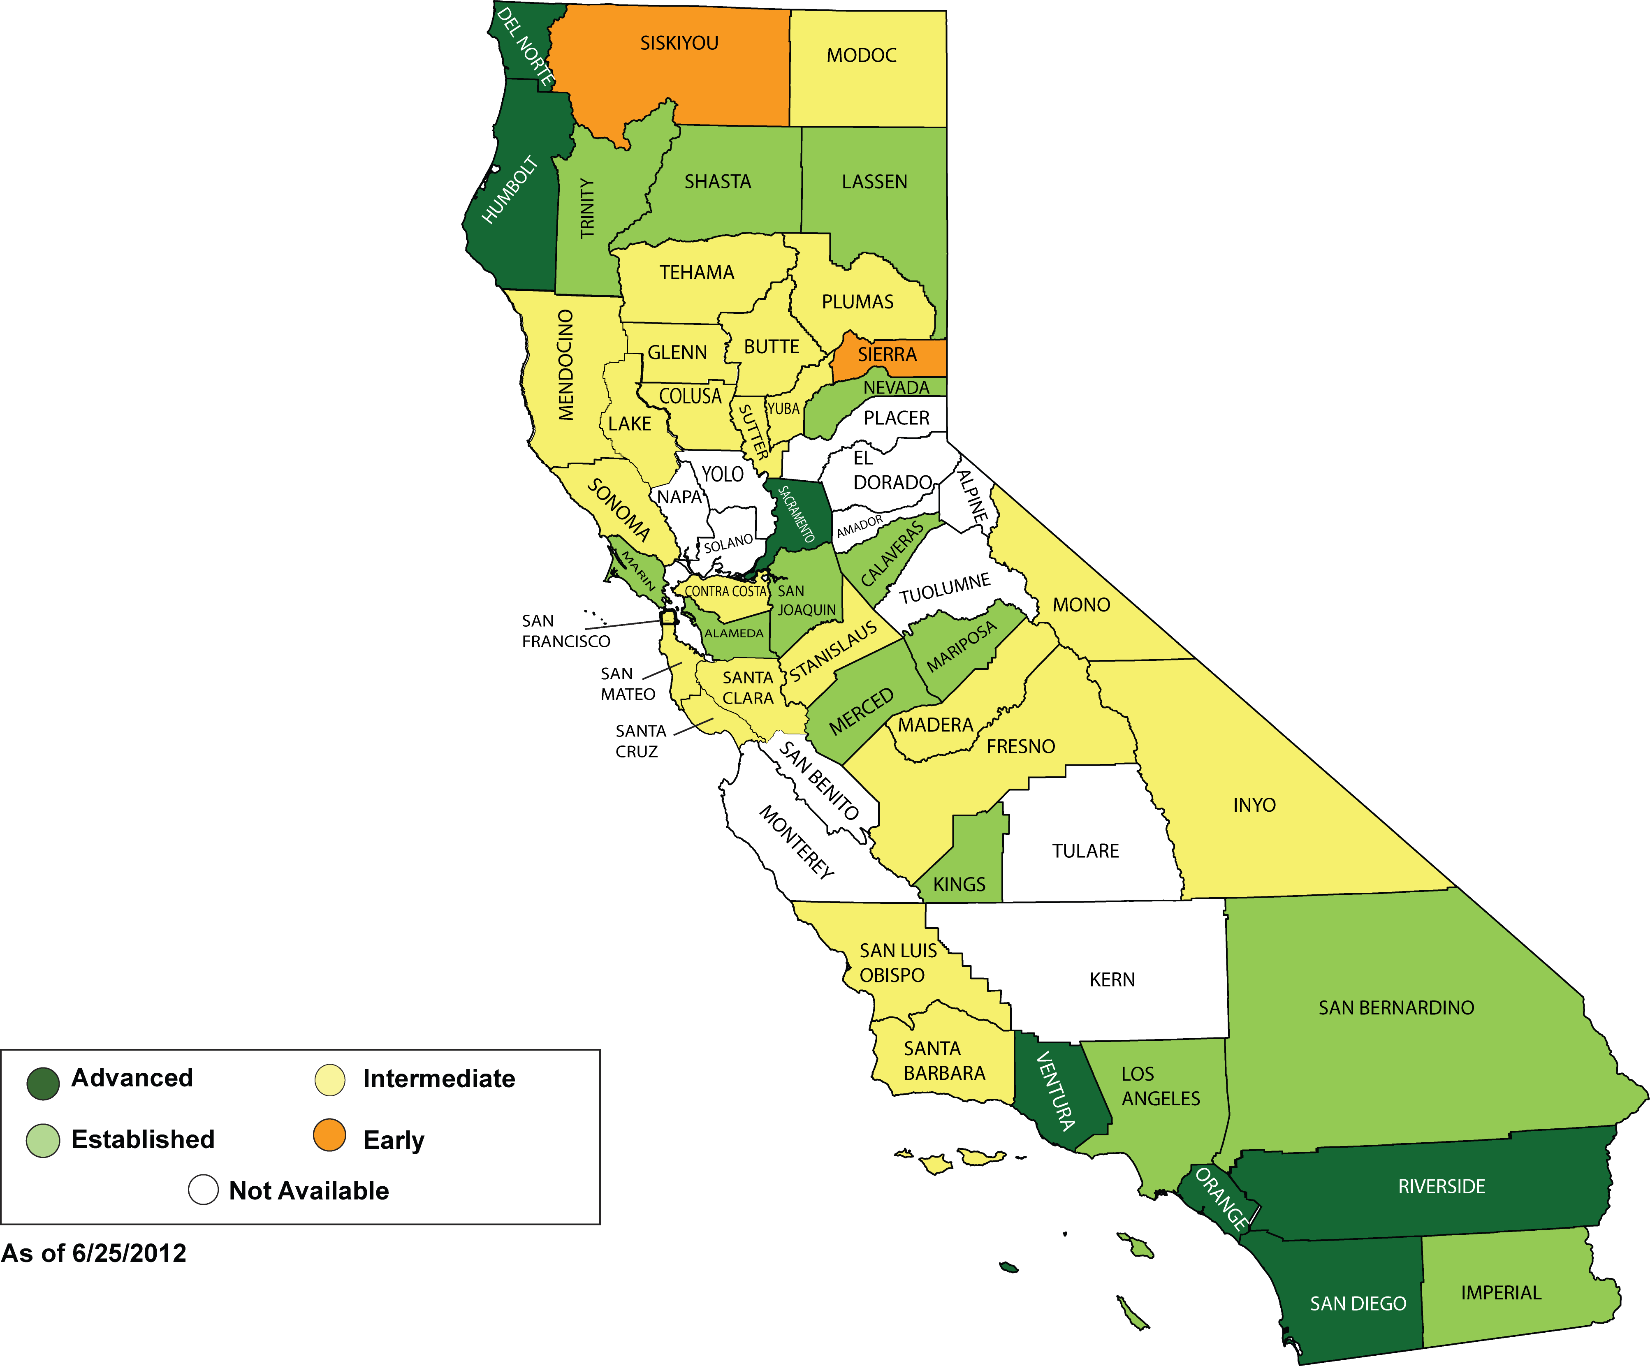 DEL NORTE
SISKIYOU
MODOC
HUMBOLT
TRINITY
SHASTA
LASSEN
TEHAMA
PLUMAS
MENDOCINO
GLENN
BUTTE
SIERRA
NEVADA
COLUSA
LAKE
SUTTER
YUBA
PLACER
YOLO
EL
DORADO
ALPINE
SONOMA
NAPA
SACRAMENTO
SOLANO
AMADOR
CALAVERAS
MARIN
CONTRA COSTA
SAN
JOAQUIN
TUOLUMNE
MONO
SAN
FRANCISCO
ALAMEDA
STANISLAUS
MARIPOSA
SAN
MATEO
SANTA
CLARA
MERCED
MADERA
SANTA
CRUZ
FRESNO
SAN BENITO
INYO
MONTEREY
TULARE
KINGS
SAN LUIS
OBISPO
KERN
SAN BERNARDINO
SANTA
BARBARA
VENTURA
LOS
ANGELES
ORANGE
RIVERSIDE
SAN DIEGO
IMPERIAL
Advanced
Intermediate
Established
Early
Not Available
As of 6/25/2012